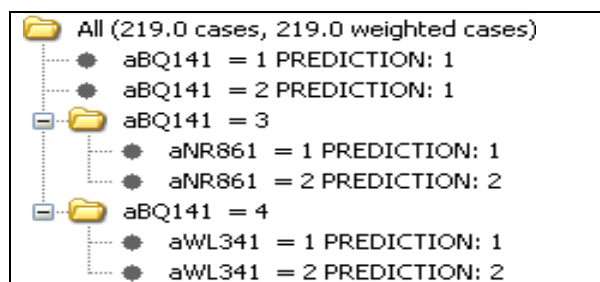 All (219.0 cases, 219.0 weighted cases)
aBQ141 = 1 PREDICTION: 1
aBQ141 = 2 PREDICTION: 1
aBQ141 = 3
aNR861 = 1 PREDICTION: 1
aNR861 = 2 PREDICTION: 2
aBQ141 = 4
aWL341 = 1 PREDICTION: 1
aWL341 = 2 PREDICTION: 2